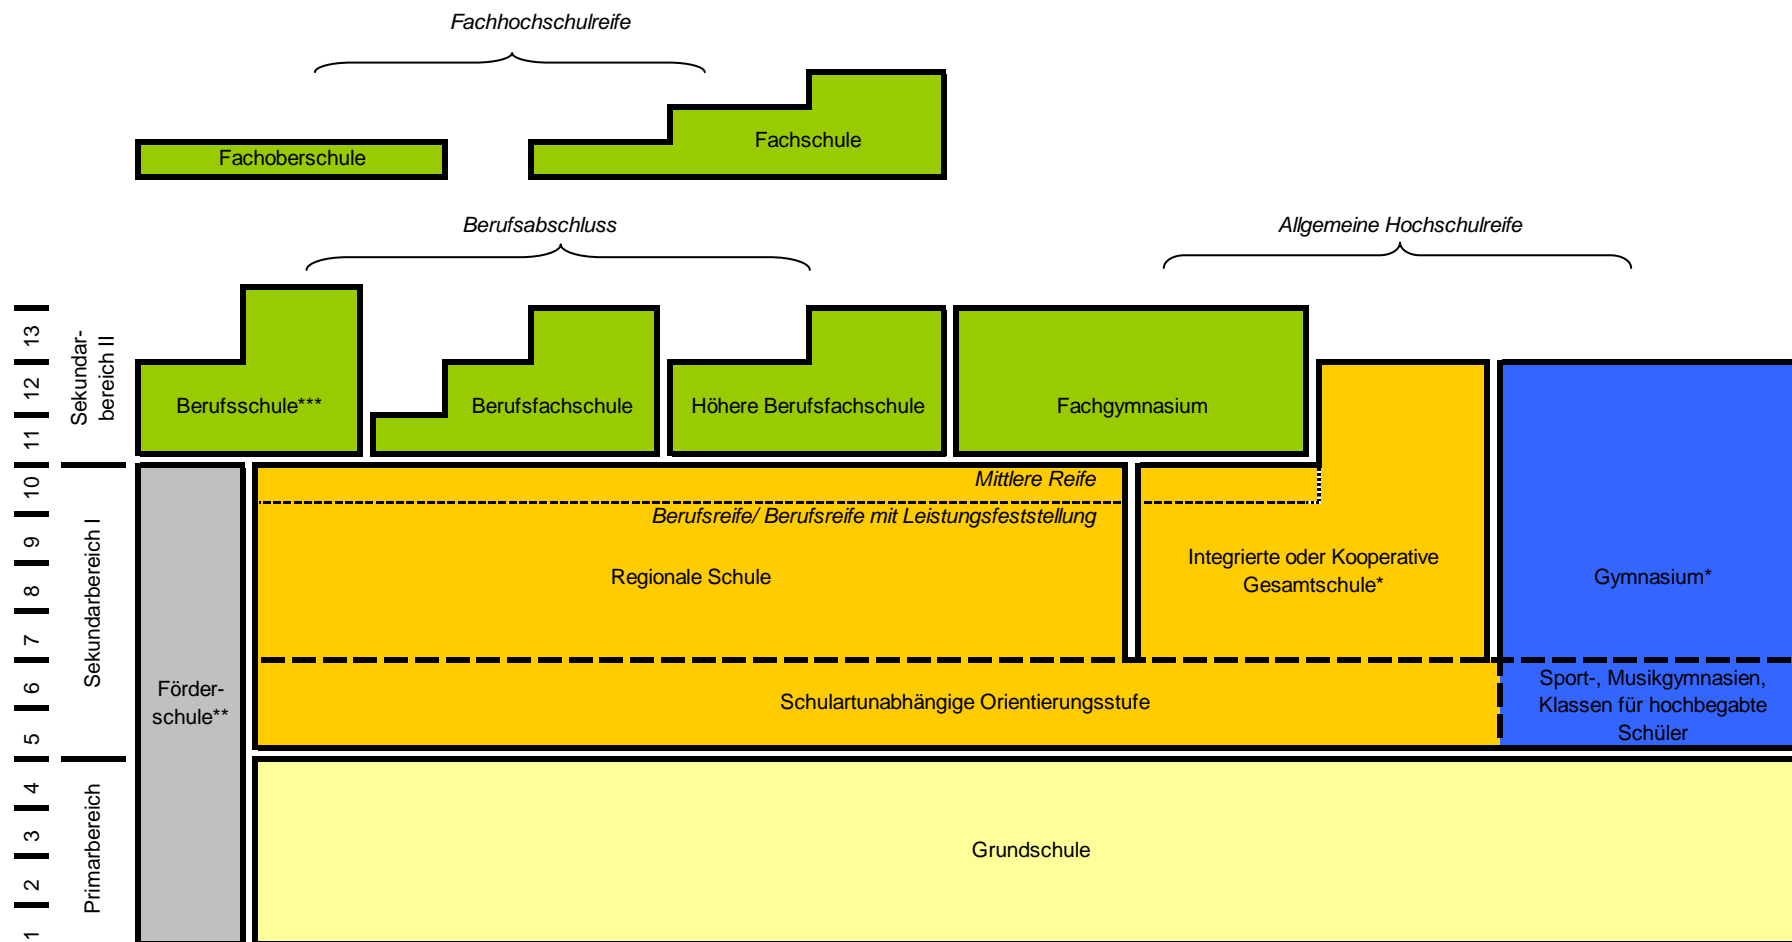 Fachhochschulreife
Fachoberschule
Fachschule
Berufsabschluss
Allgemeine Hochschulreife
13
12
11
10
9
8
7
6
5
4
3
2
1
Sekundar-
bereich II
Sekundarbereich I
Primarbereich
Berufsschule***
Berufsfachschule
Höhere Berufsfachschule
Fachgymnasium
Mittlere Reife
Berufsreife/ Berufsreife mit Leistungsfeststellung
Regionale Schule
Integrierte oder Kooperative
Gesamtschule*
Gymnasium*
Förder-
schule**
Schulartunabhängige Orientierungsstufe
Sport-, Musikgymnasien,
Klassen für hochbegabte
Schüler
Grundschule